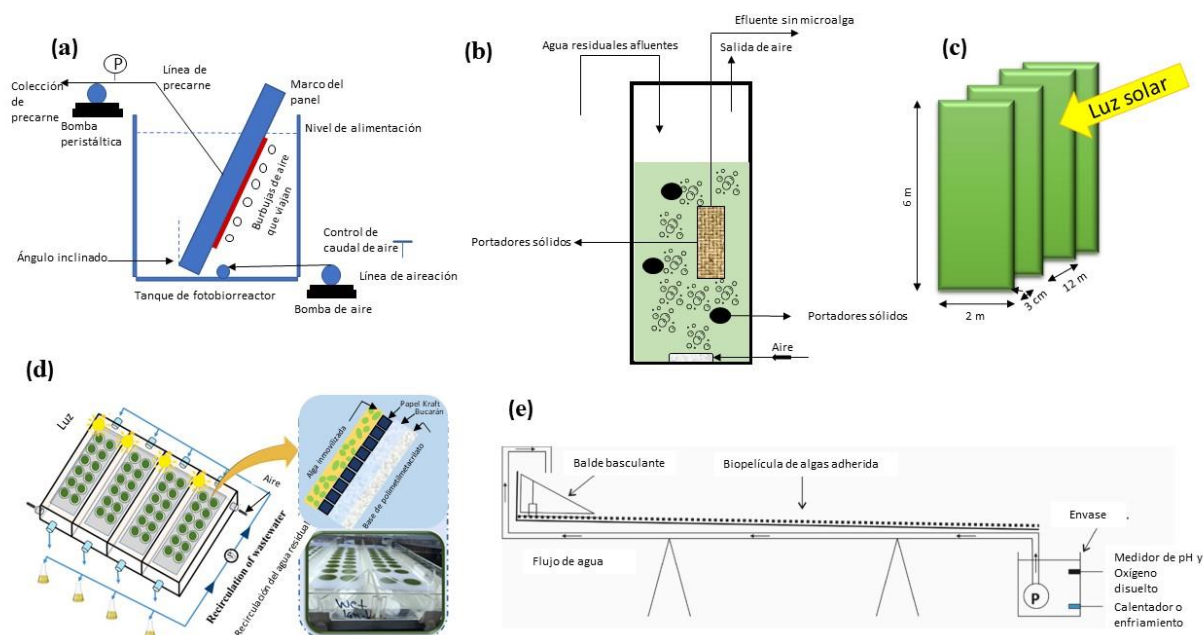 (a)
P
Colección
de
precarne
Línea de
precarne
Marco del
panel
Bomba
peristáltica
Nivel de alimentación
Burbujas de aire
que viajan
Ángulo inclinado
Control de
caudal de aire
Línea de aireación
Tanque de fotobiorreactor
Bomba de aire
(b)
Efluente sin microalga
Agua residuales afluentes
Salida de aire
Portadores sólidos
Portadores sólidos
Aire
(c)
Luz solar
6 m
2 m
3 cm
12 m
(d)
Luz
Aire
Recirculation of wastewater
Recirculación del agua residual
Papel Kraft
Bucarán
Alga inmovilizada
Base de polimetilmetacrilato
(e)
Balde basculante
Biopelícula de algas adherida
Envase
Flujo de agua
P
Medidor de pH y
Oxígeno
disuelto
Calentador o
enfriamiento